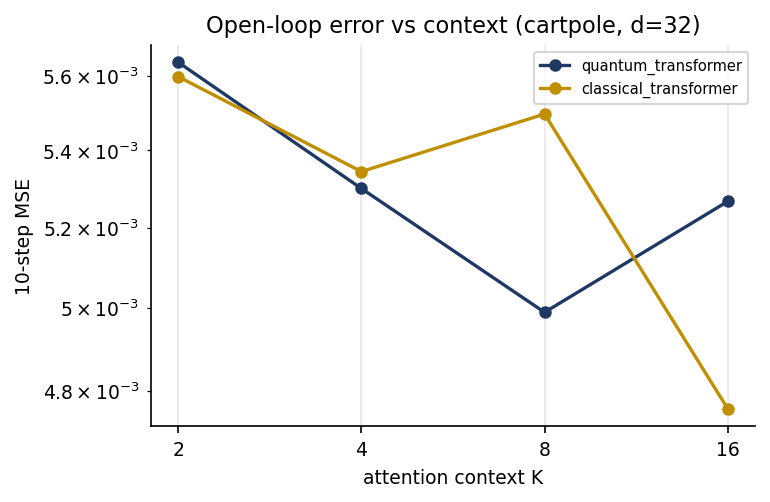 Open-loop error vs context (cartpole, d=32)
quantum_transformer
classical_transformer
10-step MSE
5.6 × 10⁻³
5.4 × 10⁻³
5.2 × 10⁻³
5 × 10⁻³
4.8 × 10⁻³
2 4 8 16
attention context K